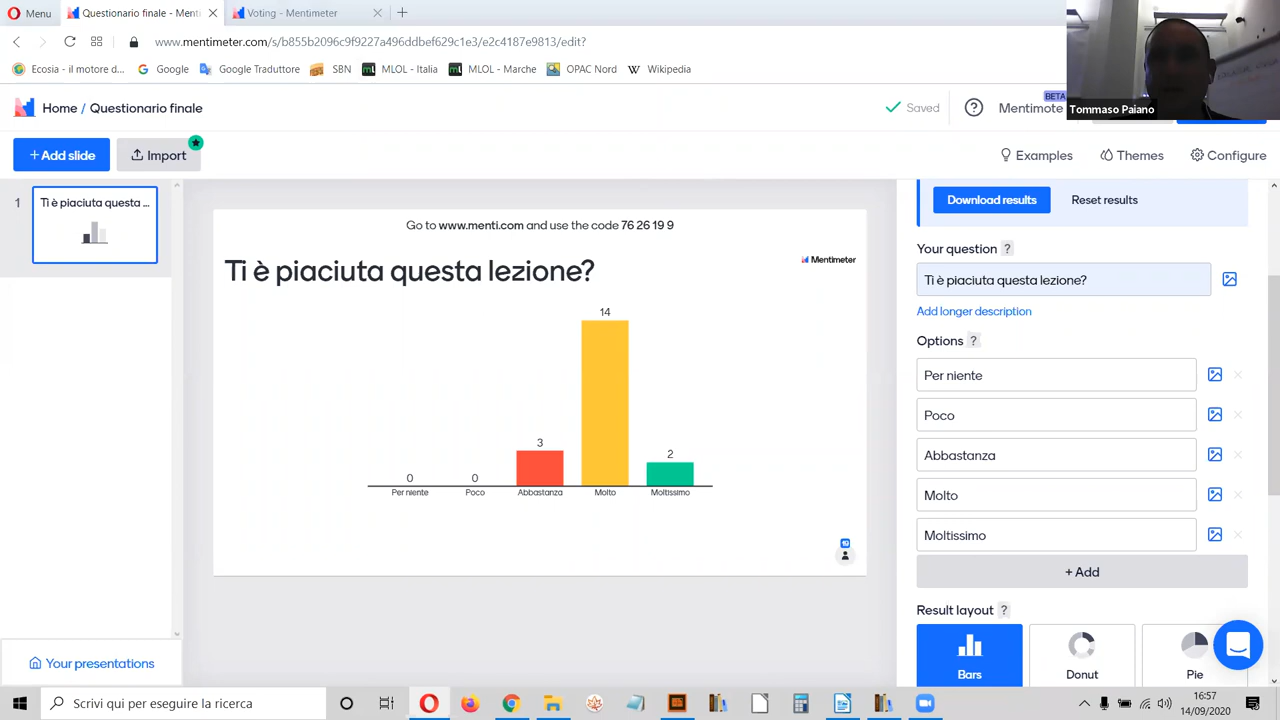 Menu
Questionario finale - Menti
Voting - Mentimeter
www.mentimeter.com/s/b855b2096c9f9227a496ddbef629c1e3/e2c4187e9813/edit?
Ecosia - il motore d...
Google
Google Traduttore
SBN
MLOL - Italia
MLOL - Marche
OPAC Nord
Wikipedia
Tommaso Paiano
Home / Questionario finale
Saved
BETA
Mentimote
+ Add slide
Import
Examples
Themes
Configure
1
Ti è piaciuta questa ...
Go to www.menti.com and use the code 76 26 19 9
Ti è piaciuta questa lezione?
Mentimeter
14
3
2
0
0
Per niente
Poco
Abbastanza
Molto
Moltissimo
Download results
Reset results
Your question ?
Ti è piaciuta questa lezione?
Add longer description
Options ?
Per niente
Poco
Abbastanza
Molto
Moltissimo
+ Add
Result layout ?
Bars
Donut
Pie
Your presentations
Scrivi qui per eseguire la ricerca
16:57
14/09/2020